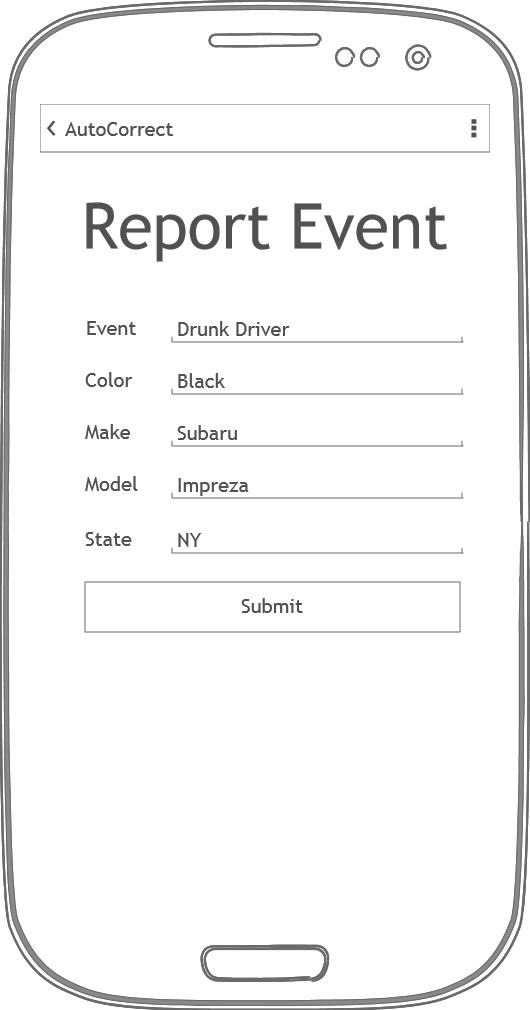 AutoCorrect
Report Event
Event Drunk Driver
Color Black
Make Subaru
Model Impreza
State NY
Submit